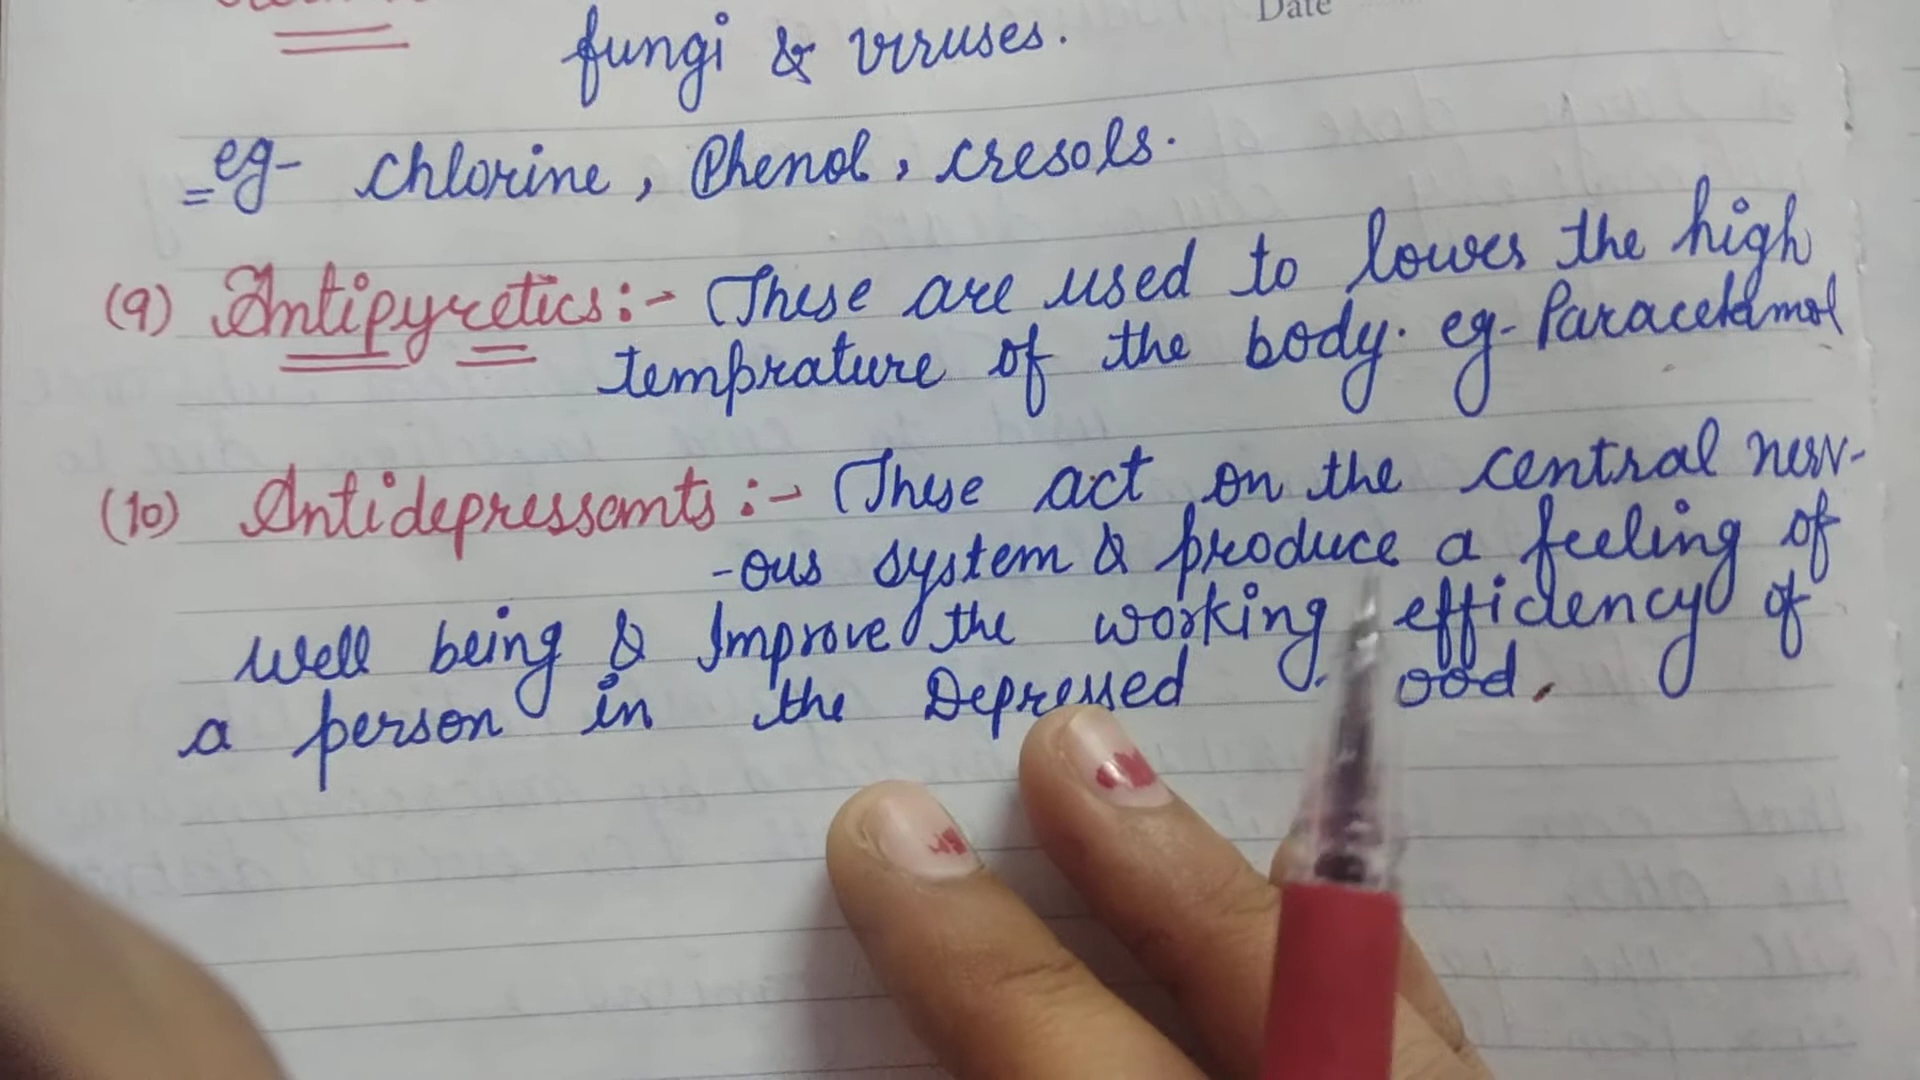 Date
fungi & viruses.
eg- chlorine, Phenol, cresols.
(9) Antipyretics:- These are used to lower the high
temprature of the body. eg- Paracetamol
(10) Antidepressants:- These act on the central nerv-
-ous system & produce a feeling of
well being & Improve the working efficiency of
a person in the Depressed ood.